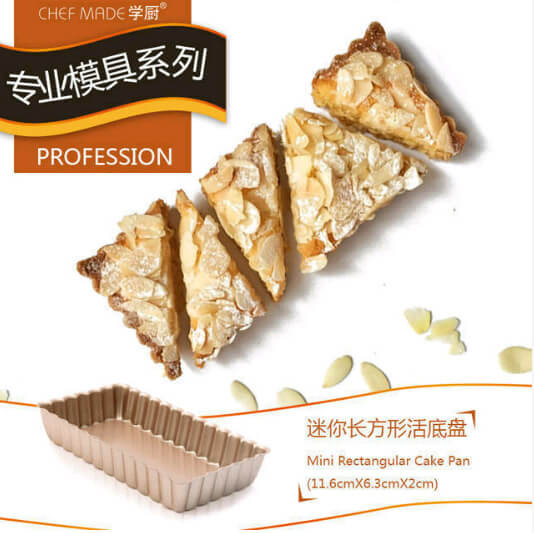 CHEF MADE 学厨®
专业模具系列
PROFESSION
迷你长方形活底盘
Mini Rectangular Cake Pan
(11.6cmX6.3cmX2cm)